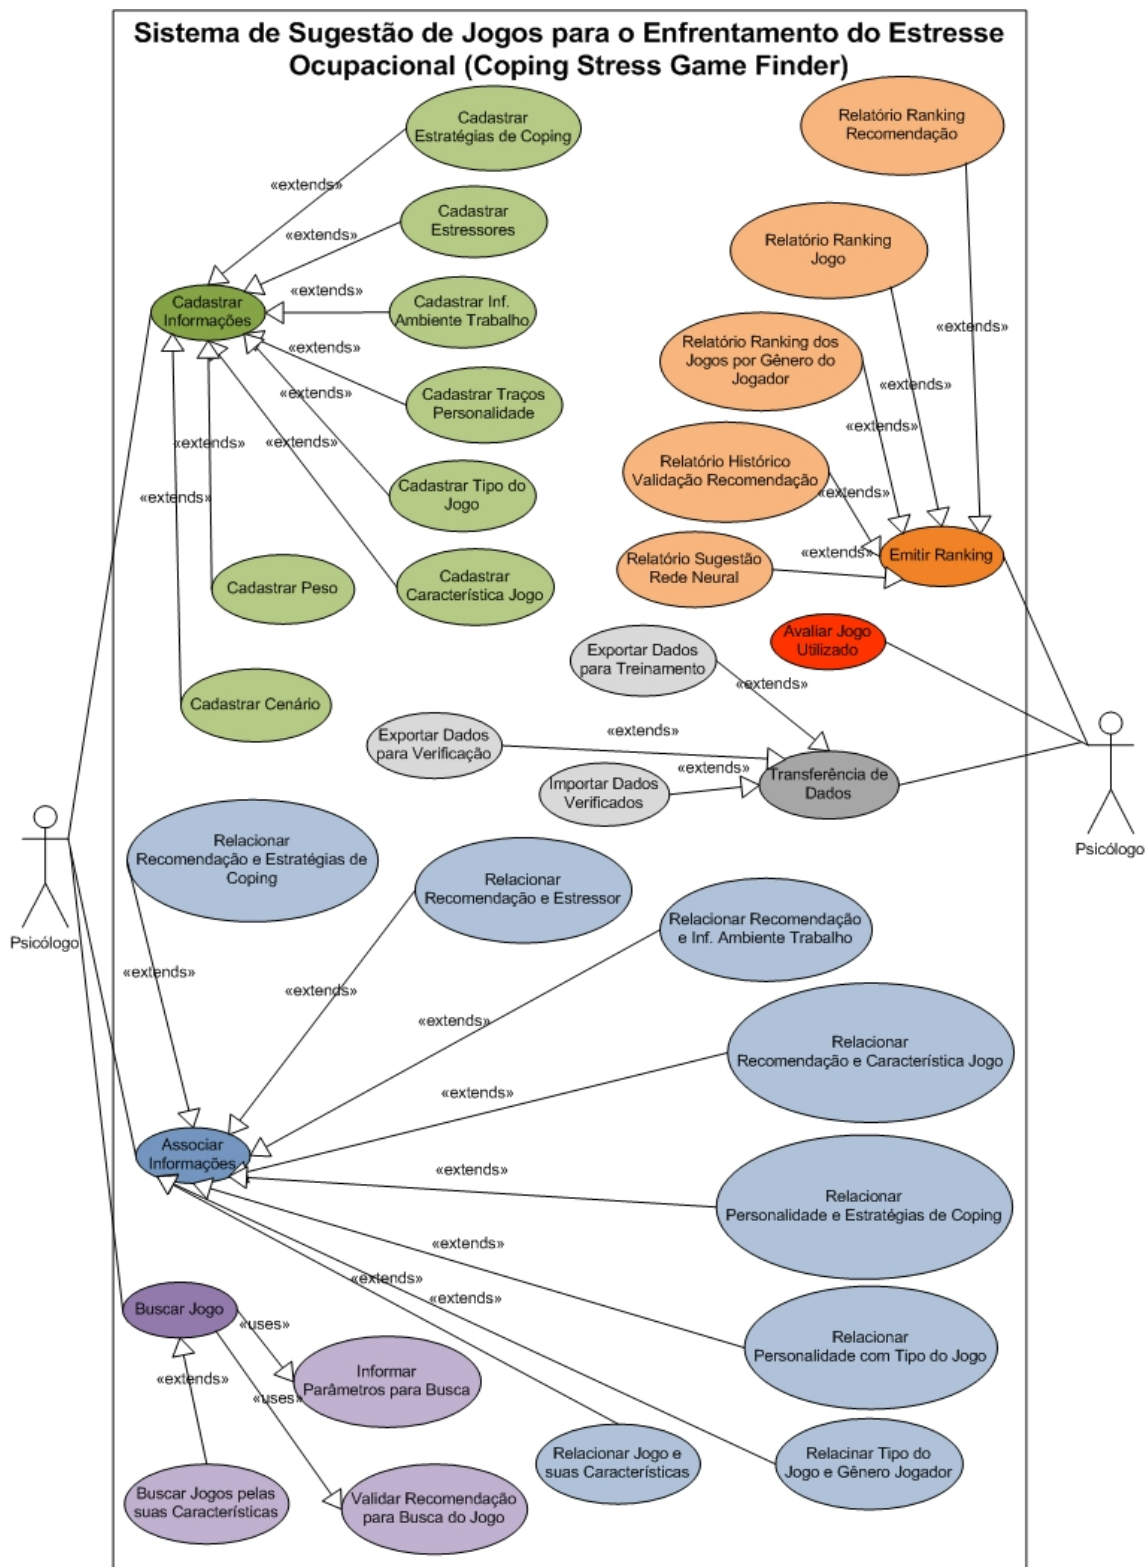 Sistema de Sugestão de Jogos para o Enfrentamento do Estresse
Ocupacional (Coping Stress Game Finder)
Cadastrar
Estratégias de Coping
Relatório Ranking
Recomendação
«extends»
Cadastrar
Estressores
«extends»
Relatório Ranking
Jogo
Cadastrar
Informações
«extends»
Cadastrar Inf.
Ambiente Trabalho
«extends»
«extends»
Relatório Ranking dos
Jogos por Gênero do
Jogador
«extends»
Cadastrar Traços
Personalidade
«extends»
«extends»
«extends»
«extends»
«extends»
Relatório Histórico
Validação Recomendação
Cadastrar Tipo do
Jogo
«extends»
«extends»
Relatório Sugestão
Rede Neural
«extends»
Emitir Ranking
Cadastrar Peso
Cadastrar
Característica Jogo
Avaliar Jogo
Utilizado
Exportar Dados
para Treinamento
«extends»
Cadastrar Cenário
Exportar Dados
para Verificação
«extends»
«extends»
Importar Dados
Verificados
Transferência de
Dados
Psicólogo
Psicólogo
Relacionar
Recomendação e Estratégias de
Coping
Relacionar
Recomendação e Estressor
Relacionar Recomendação
e Inf. Ambiente Trabalho
«extends»
«extends»
«extends»
Relacionar
Recomendação e Característica Jogo
«extends»
Associar
Informações
«extends»
Relacionar
Personalidade e Estratégias de Coping
«extends»
«extends»
«extends»
Buscar Jogo
«uses»
Relacionar
Personalidade com Tipo do Jogo
«extends»
Informar
Parâmetros para Busca
«uses»
Relacionar Jogo e
suas Características
Relacinar Tipo do
Jogo e Gênero Jogador
Buscar Jogos pelas
suas Características
Validar Recomendação
para Busca do Jogo